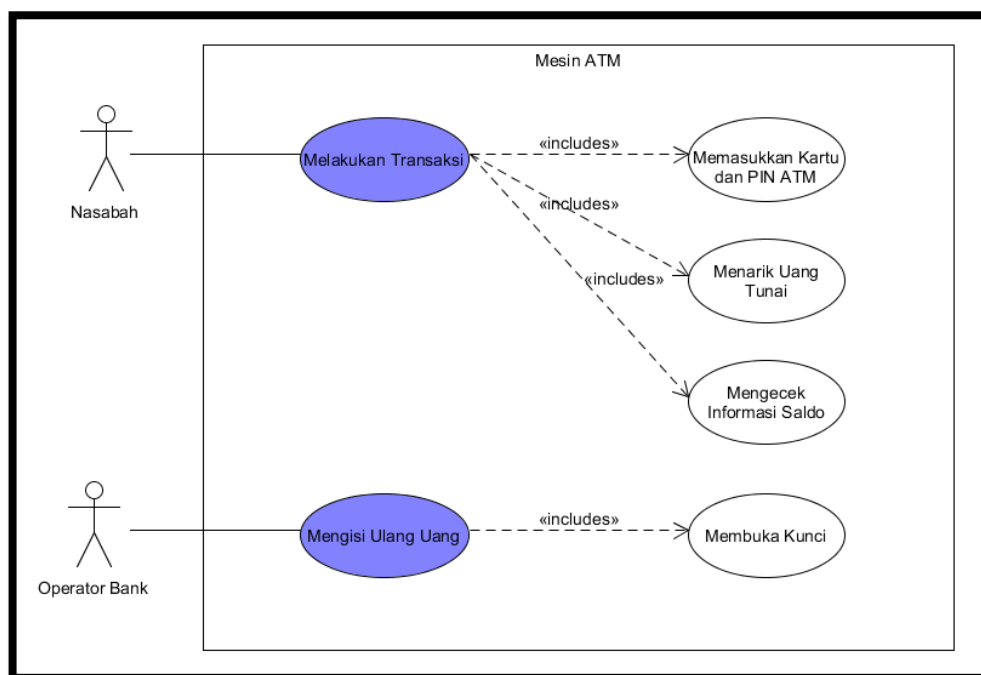 Mesin ATM
Nasabah
Melakukan Transaksi
«includes»
Memasukkan Kartu
dan PIN ATM
«includes»
Menarik Uang
Tunai
«includes»
Mengecek
Informasi Saldo
Operator Bank
Mengisi Ulang Uang
«includes»
Membuka Kunci